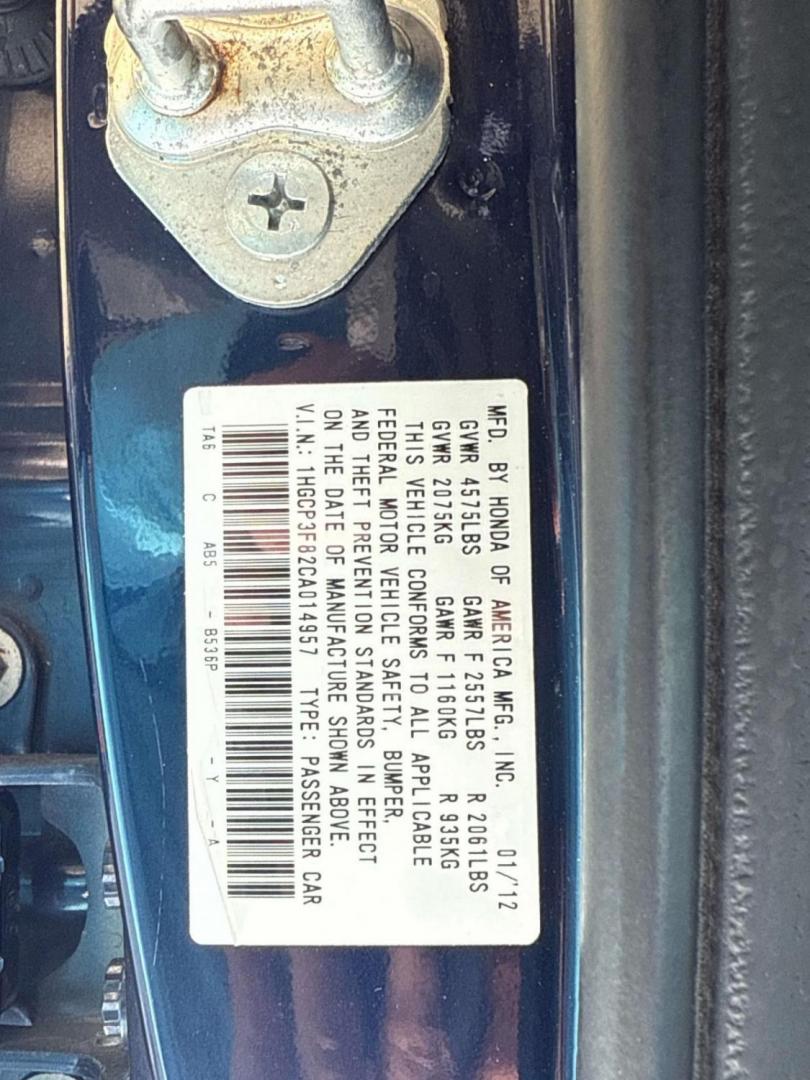 MFD. BY HONDA OF AMERICA MFG., INC. 01/'12
GVWR 4575LBS GAWR F 2557LBS R 2061LBS
GVWR 2075KG GAWR F 1160KG R 935KG
THIS VEHICLE CONFORMS TO ALL APPLICABLE
FEDERAL MOTOR VEHICLE SAFETY, BUMPER,
AND THEFT PREVENTION STANDARDS IN EFFECT
ON THE DATE OF MANUFACTURE SHOWN ABOVE.
V.I.N.: 1HGCP3F82CA014957 TYPE: PASSENGER CAR
TA6 C AB5 - B536P - Y - A